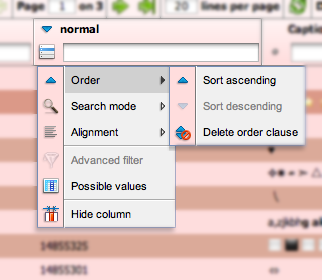 Page 1 on 3 20 lines per page
normal
Captio
Order
Search mode
Alignment
Advanced filter
Possible values
Hide column
Sort ascending
Sort descending
Delete order clause
14855325
14855301